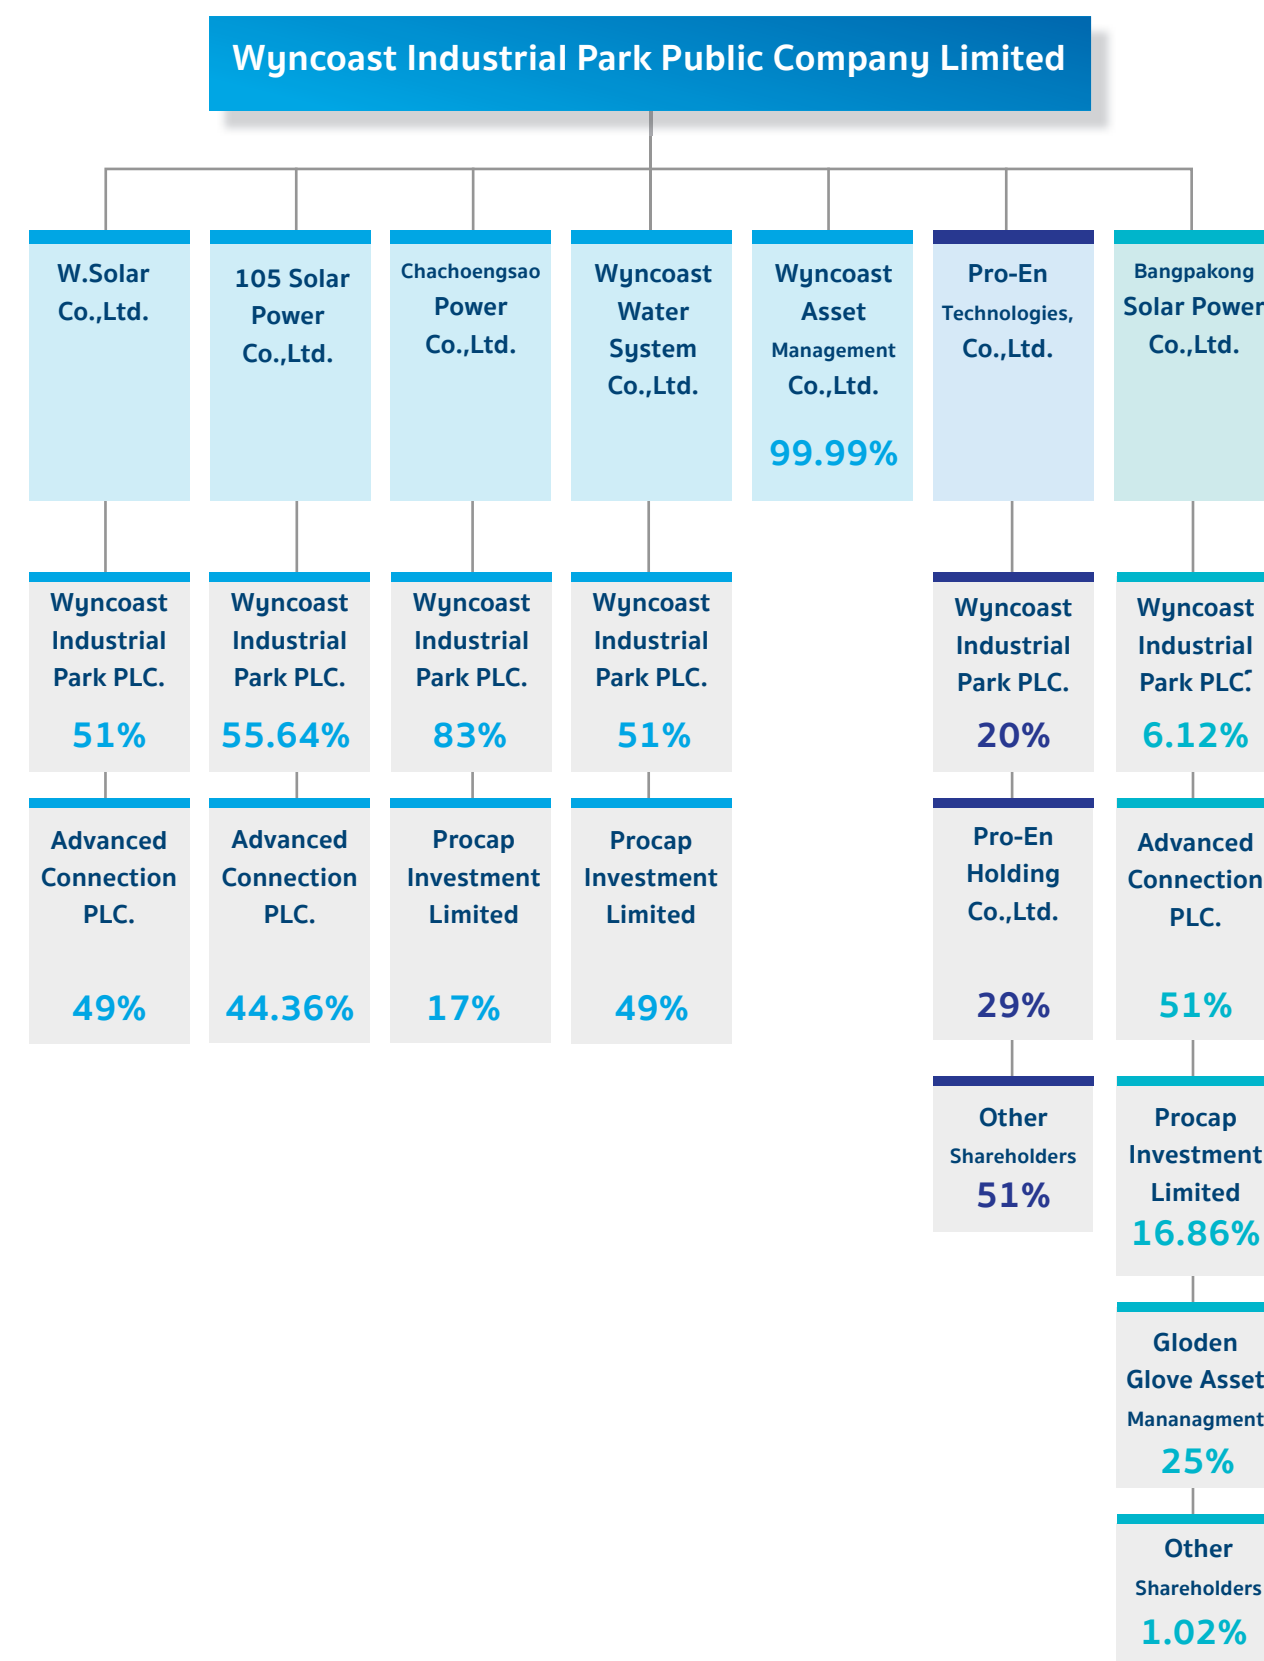 Wyncoast Industrial Park Public Company Limited
W.Solar
Co.,Ltd.
105 Solar
Power
Co.,Ltd.
Chachoengsao
Power
Co.,Ltd.
Wyncoast
Water
System
Co.,Ltd.
Wyncoast
Asset
Management
Co.,Ltd.
99.99%
Pro-En
Technologies,
Co.,Ltd.
Bangpakong
Solar Power
Co.,Ltd.
Wyncoast
Industrial
Park PLC.
51%
Wyncoast
Industrial
Park PLC.
55.64%
Wyncoast
Industrial
Park PLC.
83%
Wyncoast
Industrial
Park PLC.
51%
Wyncoast
Industrial
Park PLC.
20%
Wyncoast
Industrial
Park PLC.
6.12%
Advanced
Connection
PLC.
49%
Advanced
Connection
PLC.
44.36%
Procap
Investment
Limited
17%
Procap
Investment
Limited
49%
Pro-En
Holding
Co.,Ltd.
29%
Advanced
Connection
PLC.
51%
Other
Shareholders
51%
Procap
Investment
Limited
16.86%
Gloden
Glove Asset
Mananagment
25%
Other
Shareholders
1.02%